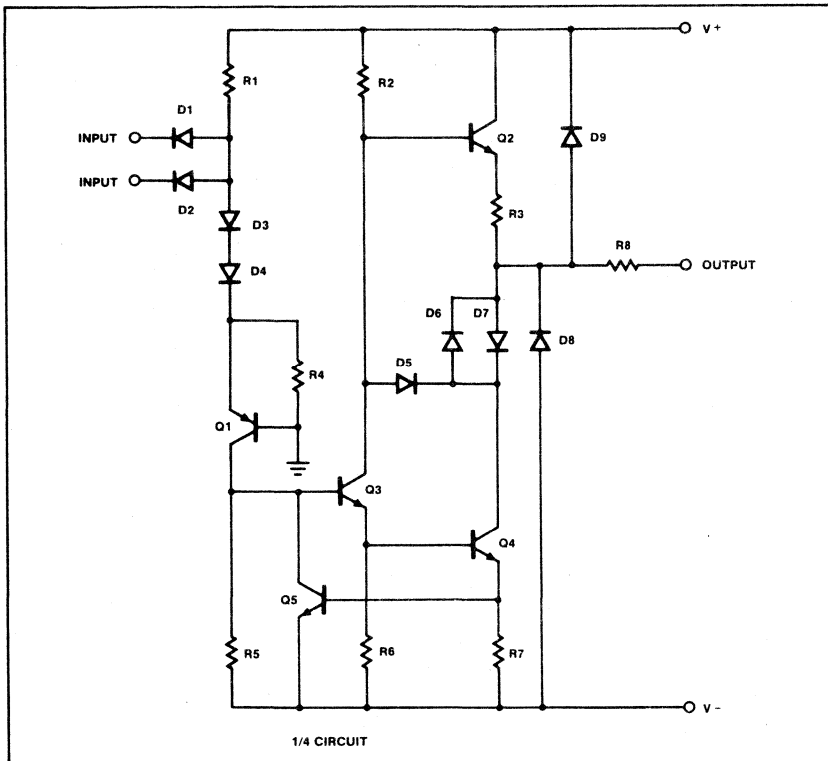 V +
R1
R2
D1
INPUT
Q2
D9
INPUT
D2
D3
R3
R8
OUTPUT
D4
D6
D7
D8
D5
R4
Q1
Q3
Q4
Q5
R5
R6
R7
V –
1/4 CIRCUIT